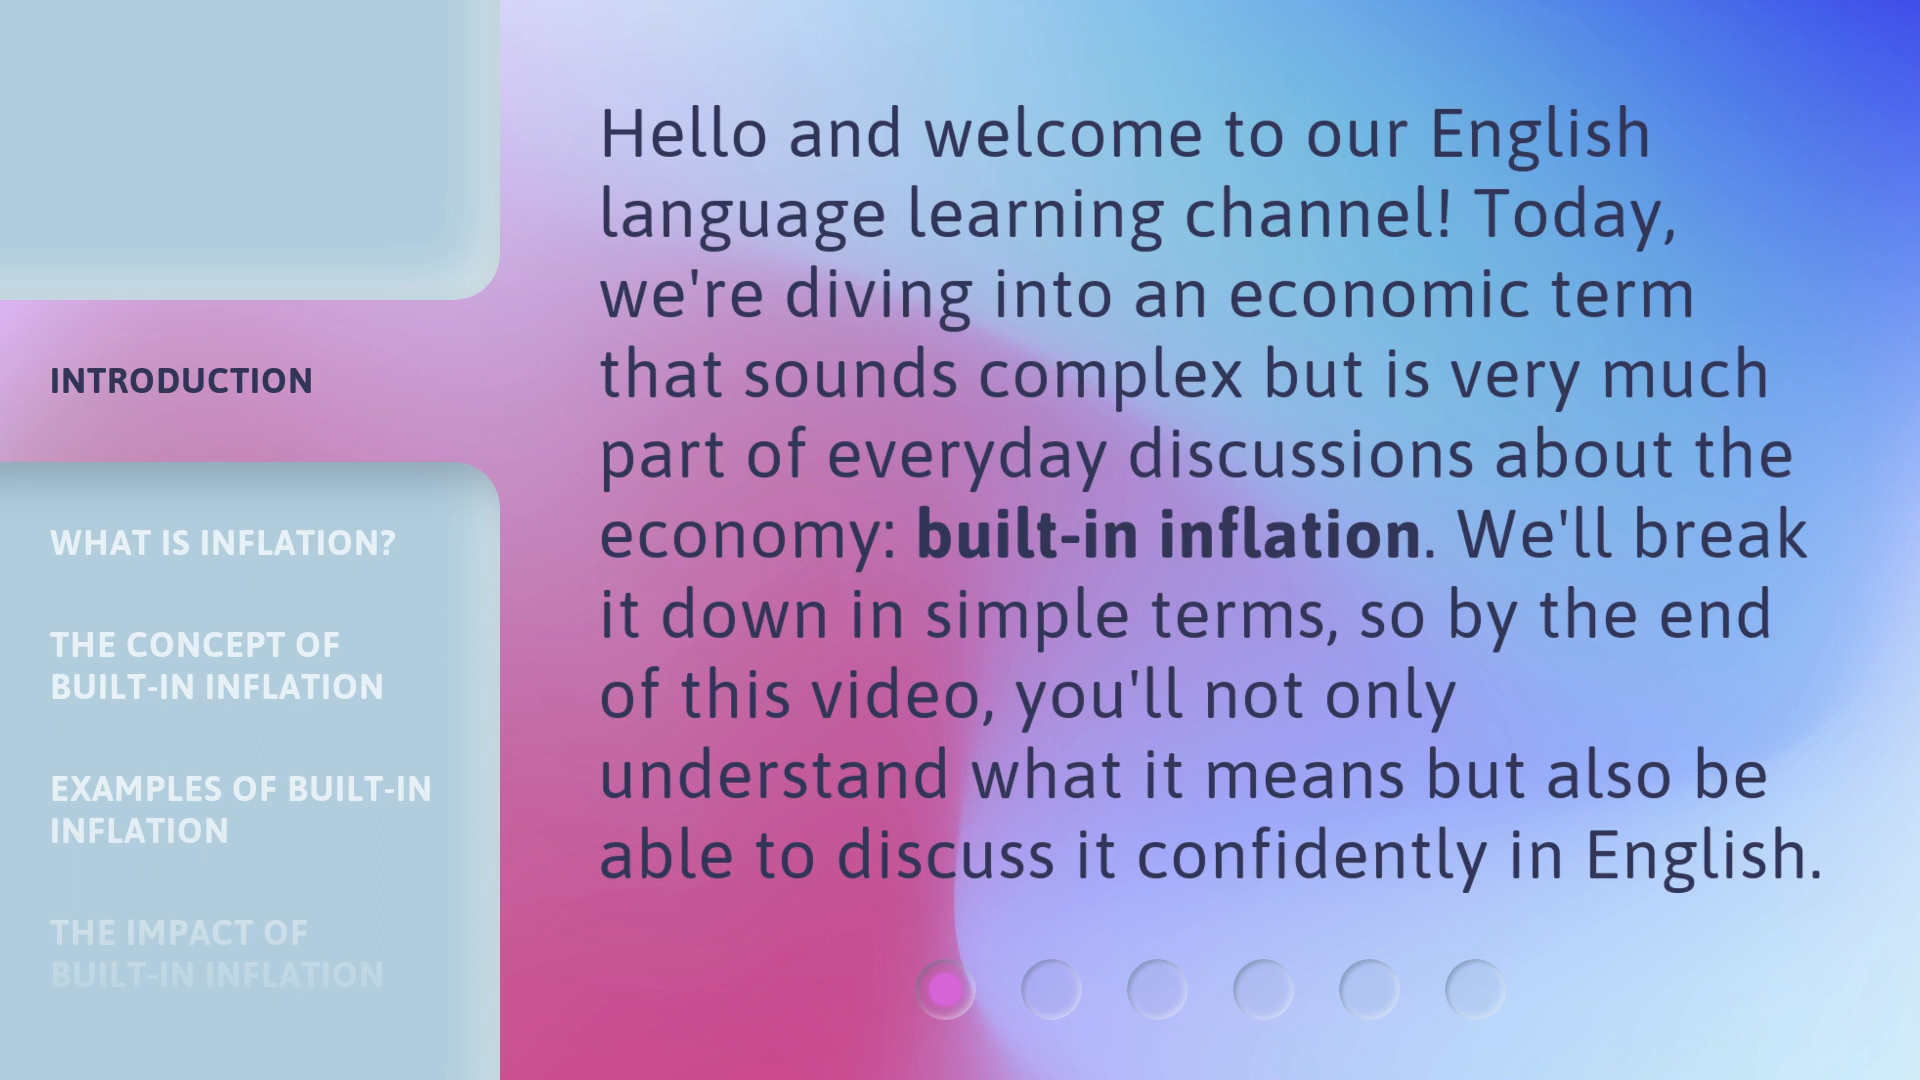 INTRODUCTION
WHAT IS INFLATION?
THE CONCEPT OF
BUILT-IN INFLATION
EXAMPLES OF BUILT-IN
INFLATION
THE IMPACT OF
BUILT-IN INFLATION
Hello and welcome to our English
language learning channel! Today,
we're diving into an economic term
that sounds complex but is very much
part of everyday discussions about the
economy: built-in inflation. We'll break
it down in simple terms, so by the end
of this video, you'll not only
understand what it means but also be
able to discuss it confidently in English.